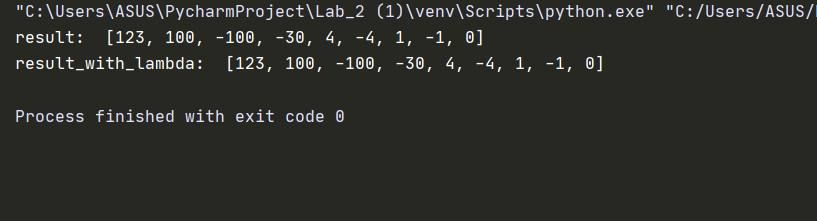 "C:\Users\ASUS\PycharmProject\Lab_2 (1)\venv\Scripts\python.exe" "C:/Users/ASUS/
result:  [123, 100, -100, -30, 4, -4, 1, -1, 0]
result_with_lambda:  [123, 100, -100, -30, 4, -4, 1, -1, 0]
Process finished with exit code 0